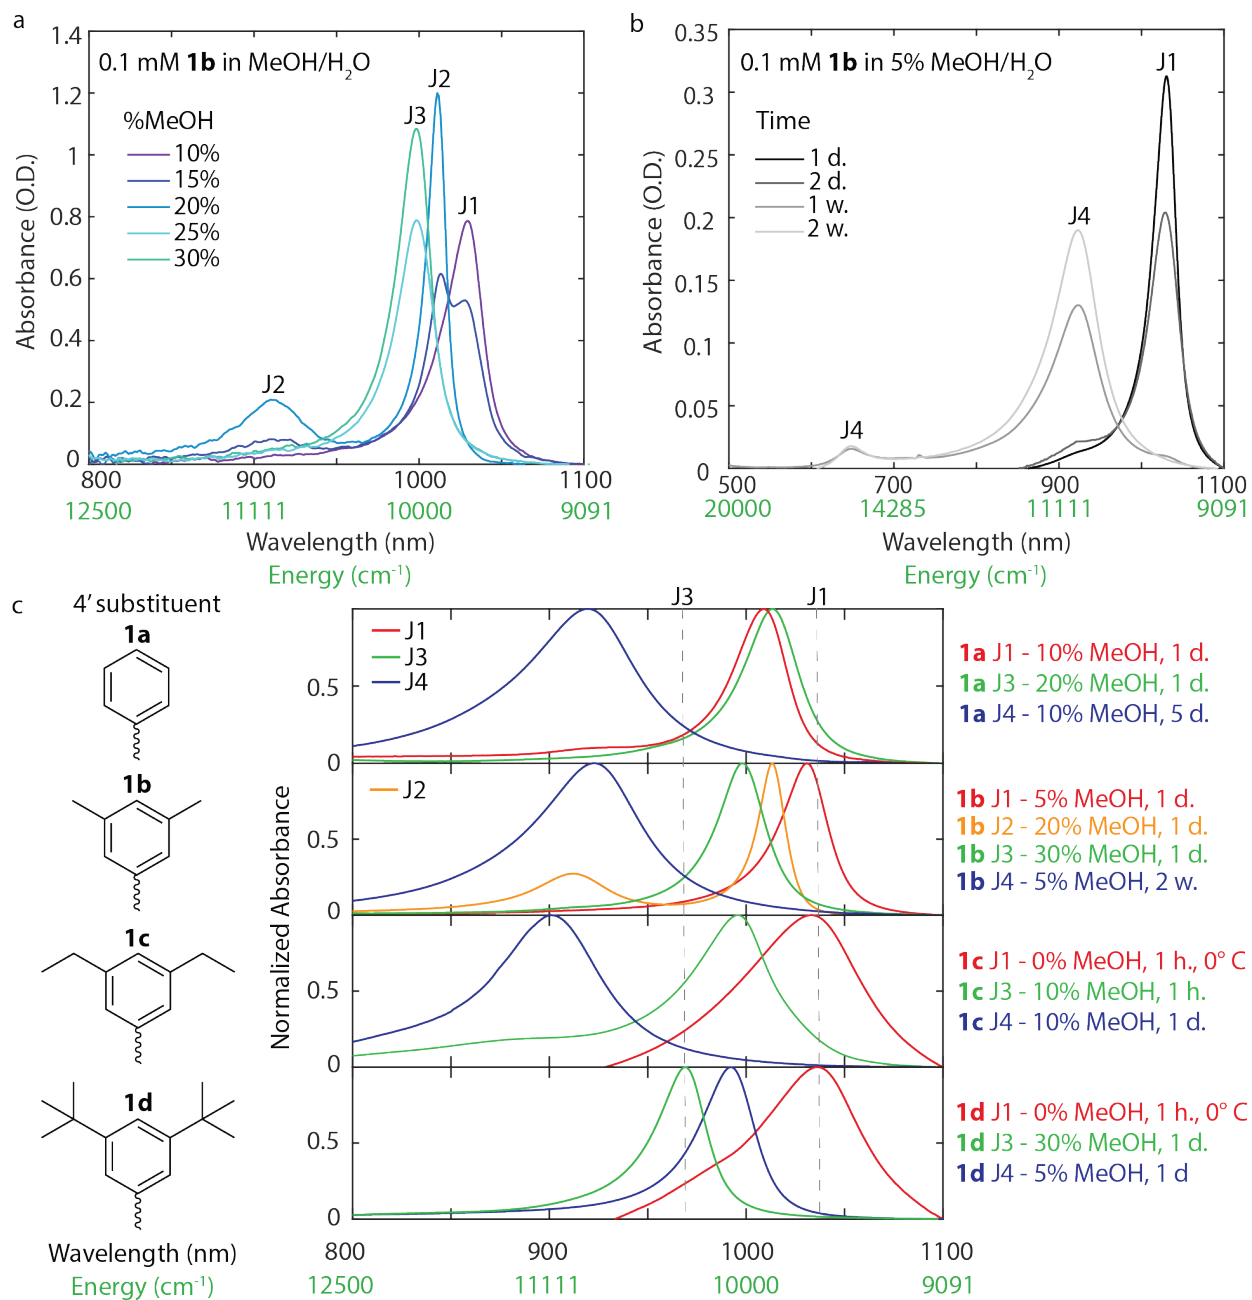 a
0.1 mM 1b in MeOH/H2O
%MeOH
10%
15%
20%
25%
30%
J2
J3
J2
J1
1.4
1.2
1
0.8
0.6
0.4
0.2
0
Absorbance (O.D.)
800 900 1000 1100
12500 11111 10000 9091
Wavelength (nm)
Energy (cm-1)
b
0.1 mM 1b in 5% MeOH/H2O
Time
1 d.
2 d.
1 w.
2 w.
J4
J4
J1
0.35
0.3
0.25
0.2
0.15
0.1
0.05
0
Absorbance (O.D.)
500 700 900 1100
20000 14285 11111 9091
Wavelength (nm)
Energy (cm-1)
c
4’ substituent
1a
1b
1c
1d
J3 J1
J1
J3
J4
0.5
0
J2
0.5
0
0.5
0
0.5
0
Normalized Absorbance
1a J1 - 10% MeOH, 1 d.
1a J3 - 20% MeOH, 1 d.
1a J4 - 10% MeOH, 5 d.
1b J1 - 5% MeOH, 1 d.
1b J2 - 20% MeOH, 1 d.
1b J3 - 30% MeOH, 1 d.
1b J4 - 5% MeOH, 2 w.
1c J1 - 0% MeOH, 1 h., 0° C
1c J3 - 10% MeOH, 1 h.
1c J4 - 10% MeOH, 1 d.
1d J1 - 0% MeOH, 1 h., 0° C
1d J3 - 30% MeOH, 1 d.
1d J4 - 5% MeOH, 1 d
Wavelength (nm) 800 900 1000 1100
Energy (cm-1) 12500 11111 10000 9091